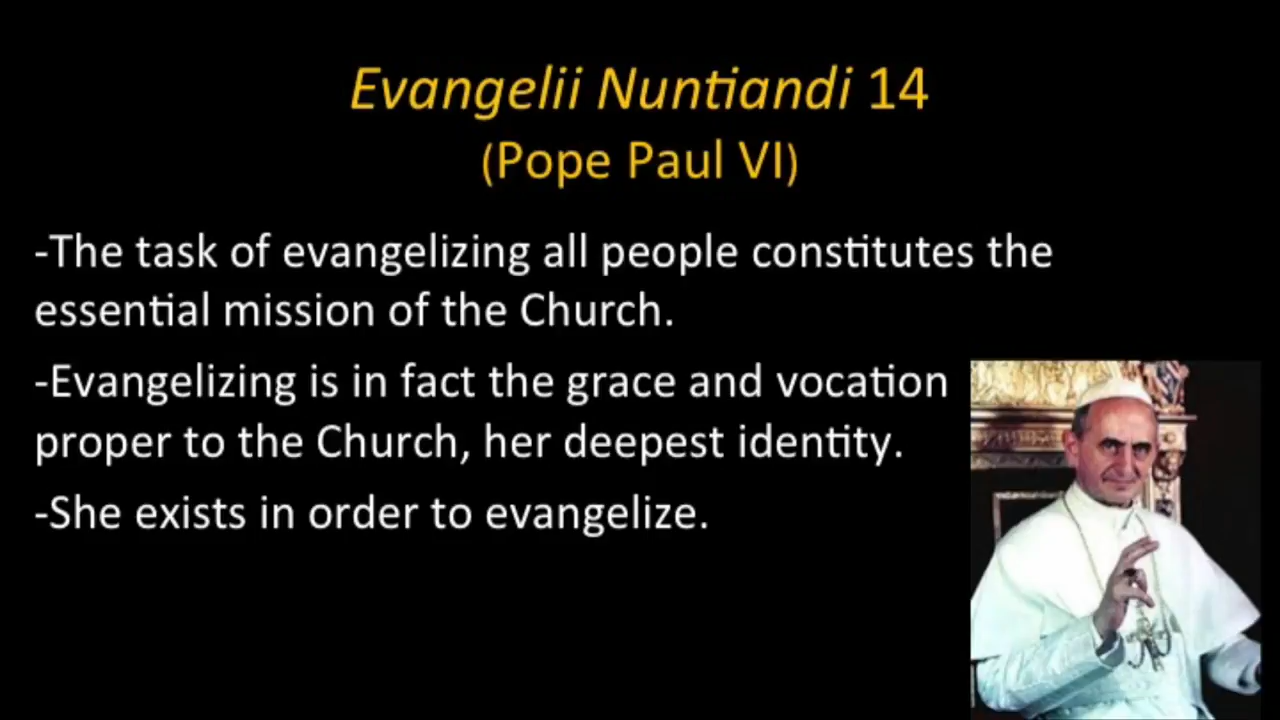 Evangelii Nuntiandi 14
(Pope Paul VI)
-The task of evangelizing all people constitutes the
essential mission of the Church.
-Evangelizing is in fact the grace and vocation
proper to the Church, her deepest identity.
-She exists in order to evangelize.